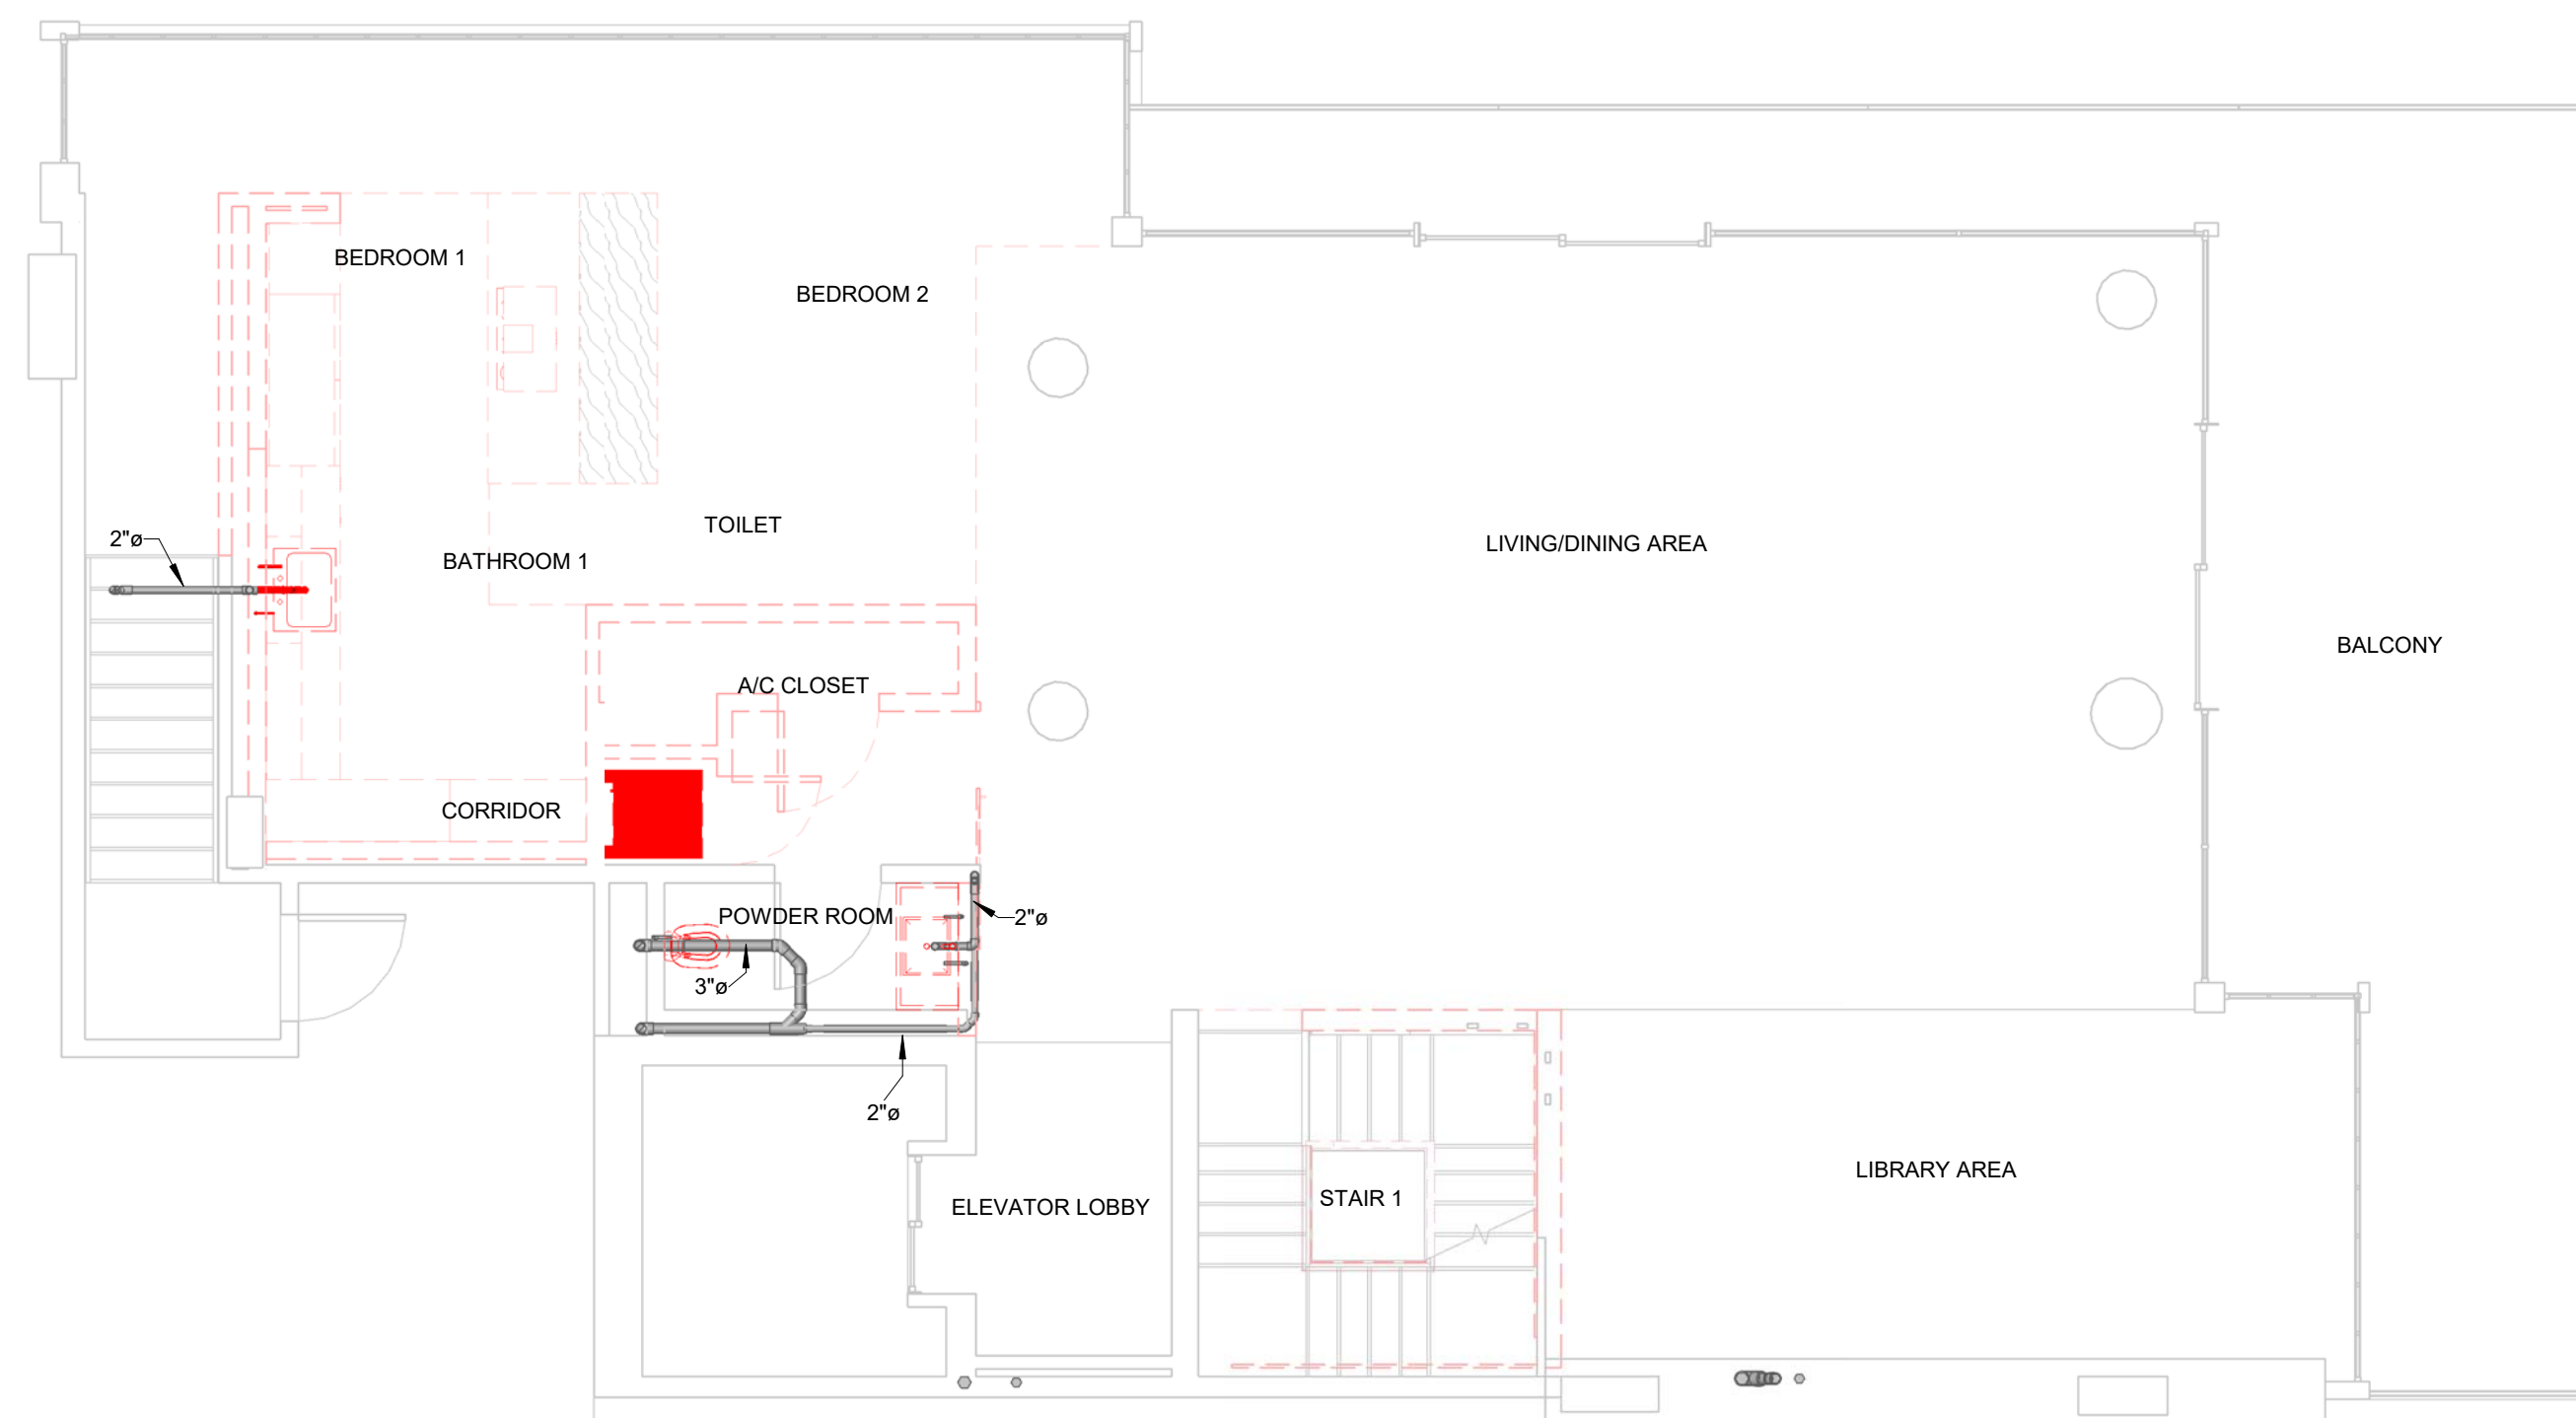 BEDROOM 1
BEDROOM 2
TOILET
2"ø
BATHROOM 1
LIVING/DINING AREA
BALCONY
A/C CLOSET
CORRIDOR
POWDER ROOM
2"ø
3"ø
2"ø
LIBRARY AREA
STAIR 1
ELEVATOR LOBBY